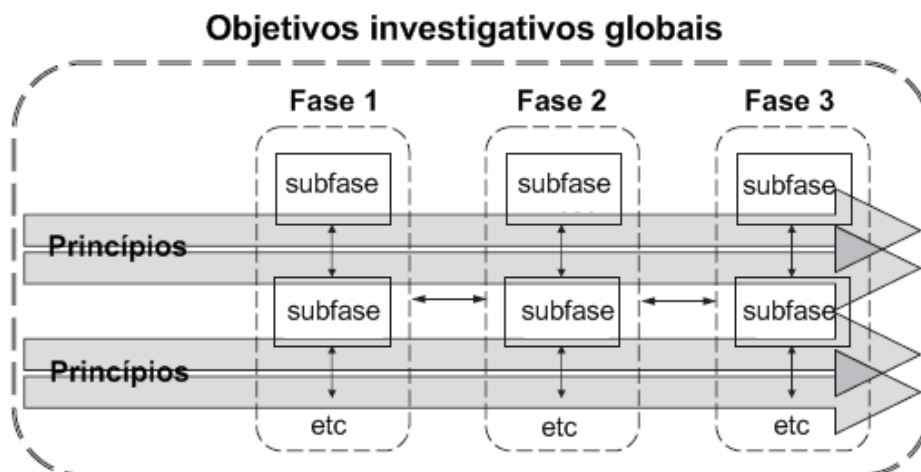 Objetivos investigativos globais
Fase 1 Fase 2 Fase 3
subfase subfase subfase
Princípios
subfase subfase subfase
Princípios
etc etc etc